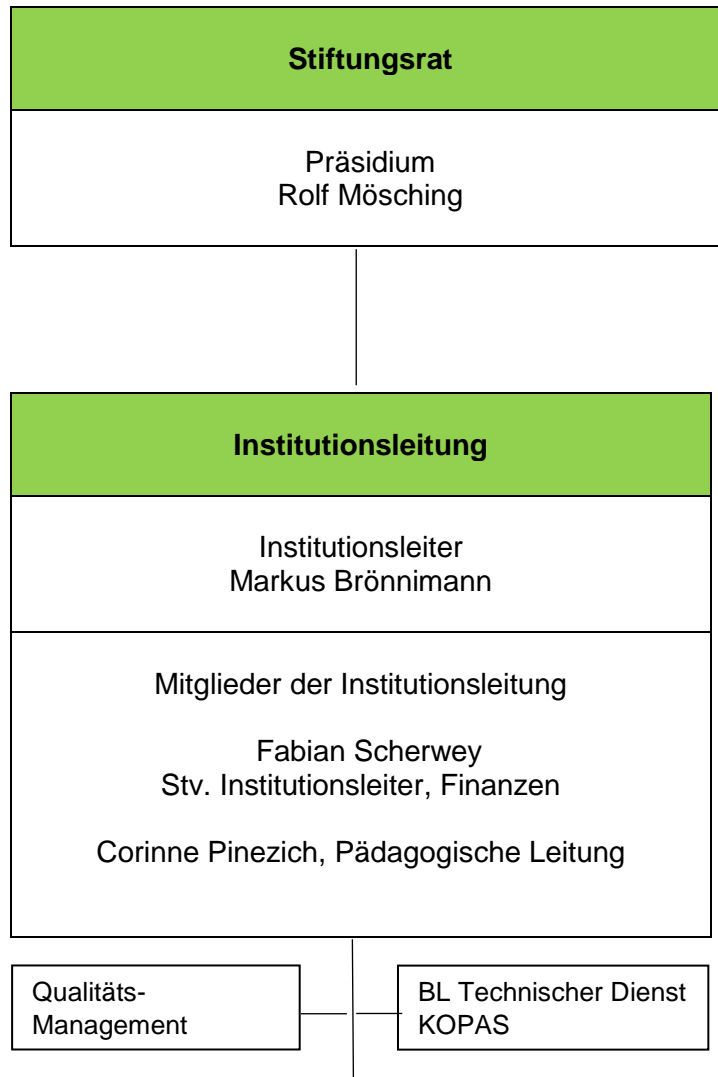 Stiftungsrat
Präsidium
Rolf Mösching
Institutionsleitung
Institutionsleiter
Markus Brönnimann
Mitglieder der Institutionsleitung
Fabian Scherwey
Stv. Institutionsleiter, Finanzen
Corinne Pinezich, Pädagogische Leitung
Qualitäts-
Management
BL Technischer Dienst
KOPAS